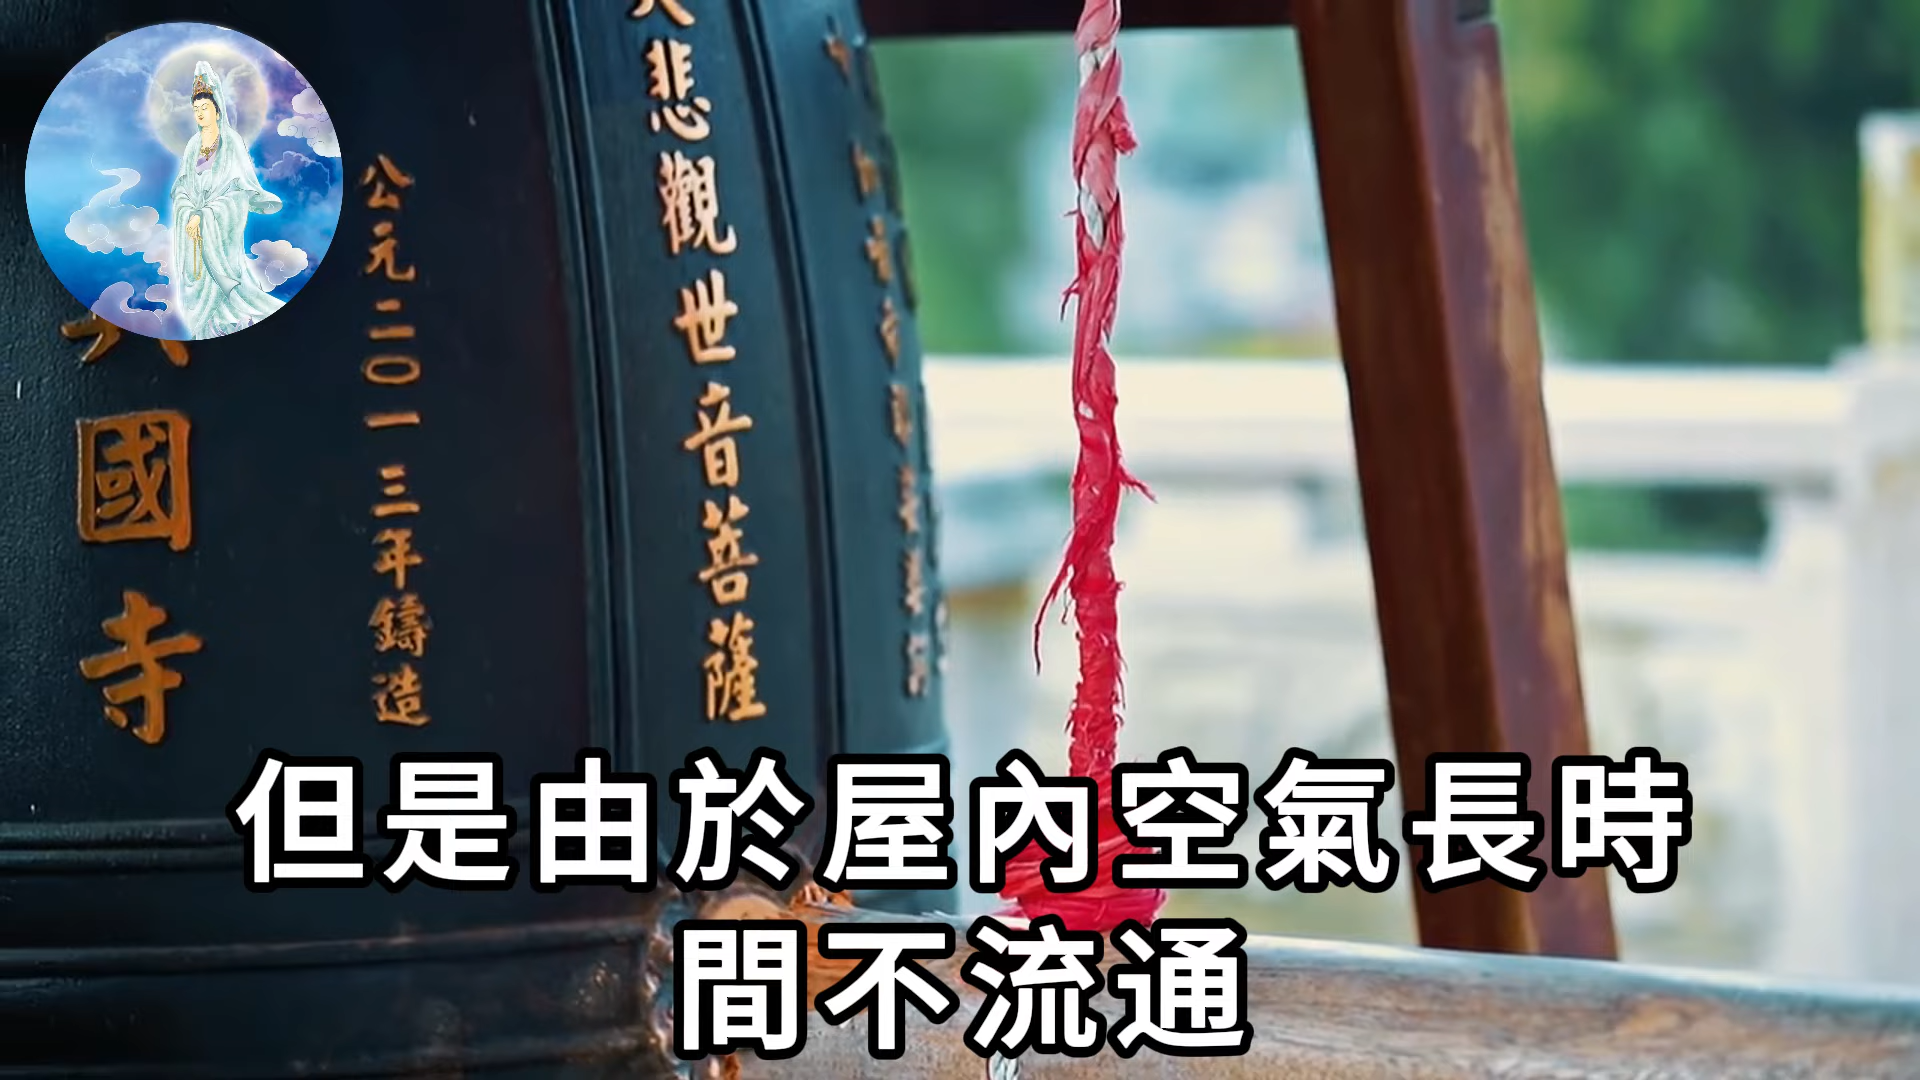 國寺
公元二〇一三年鑄造
悲觀世音菩薩
但是由於屋內空氣長時
間不流通